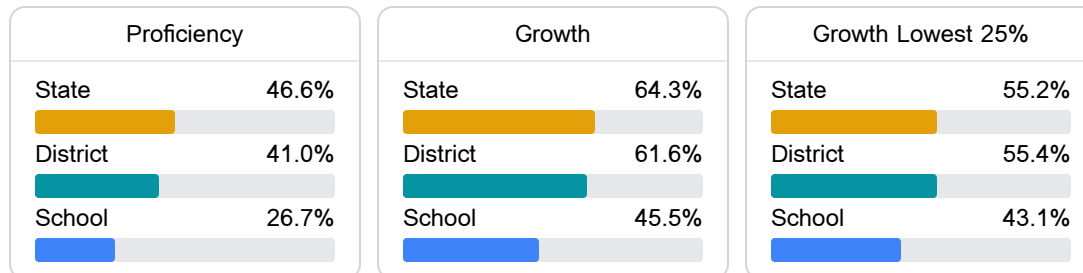 Proficiency
State 46.6%
District 41.0%
School 26.7%
Growth
State 64.3%
District 61.6%
School 45.5%
Growth Lowest 25%
State 55.2%
District 55.4%
School 43.1%